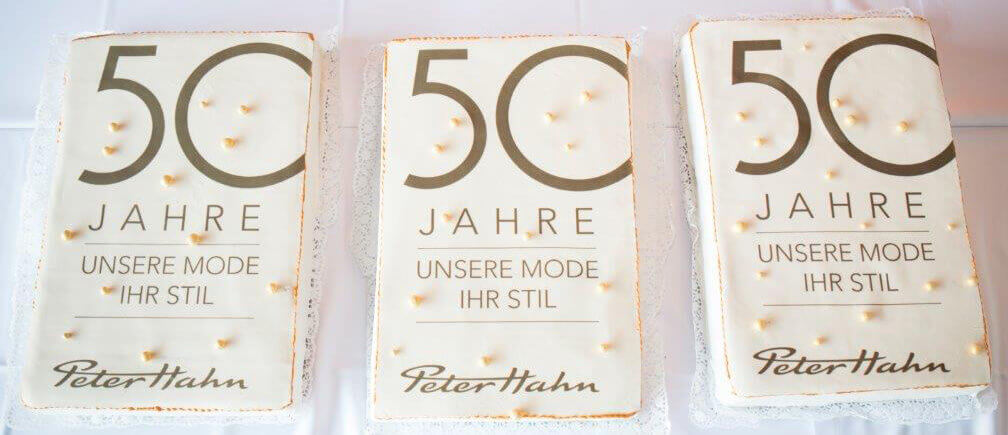 50
JAHRE
UNSERE MODE
IHR STIL
Peter Hahn
50
JAHRE
UNSERE MODE
IHR STIL
Peter Hahn
50
JAHRE
UNSERE MODE
IHR STIL
Peter Hahn